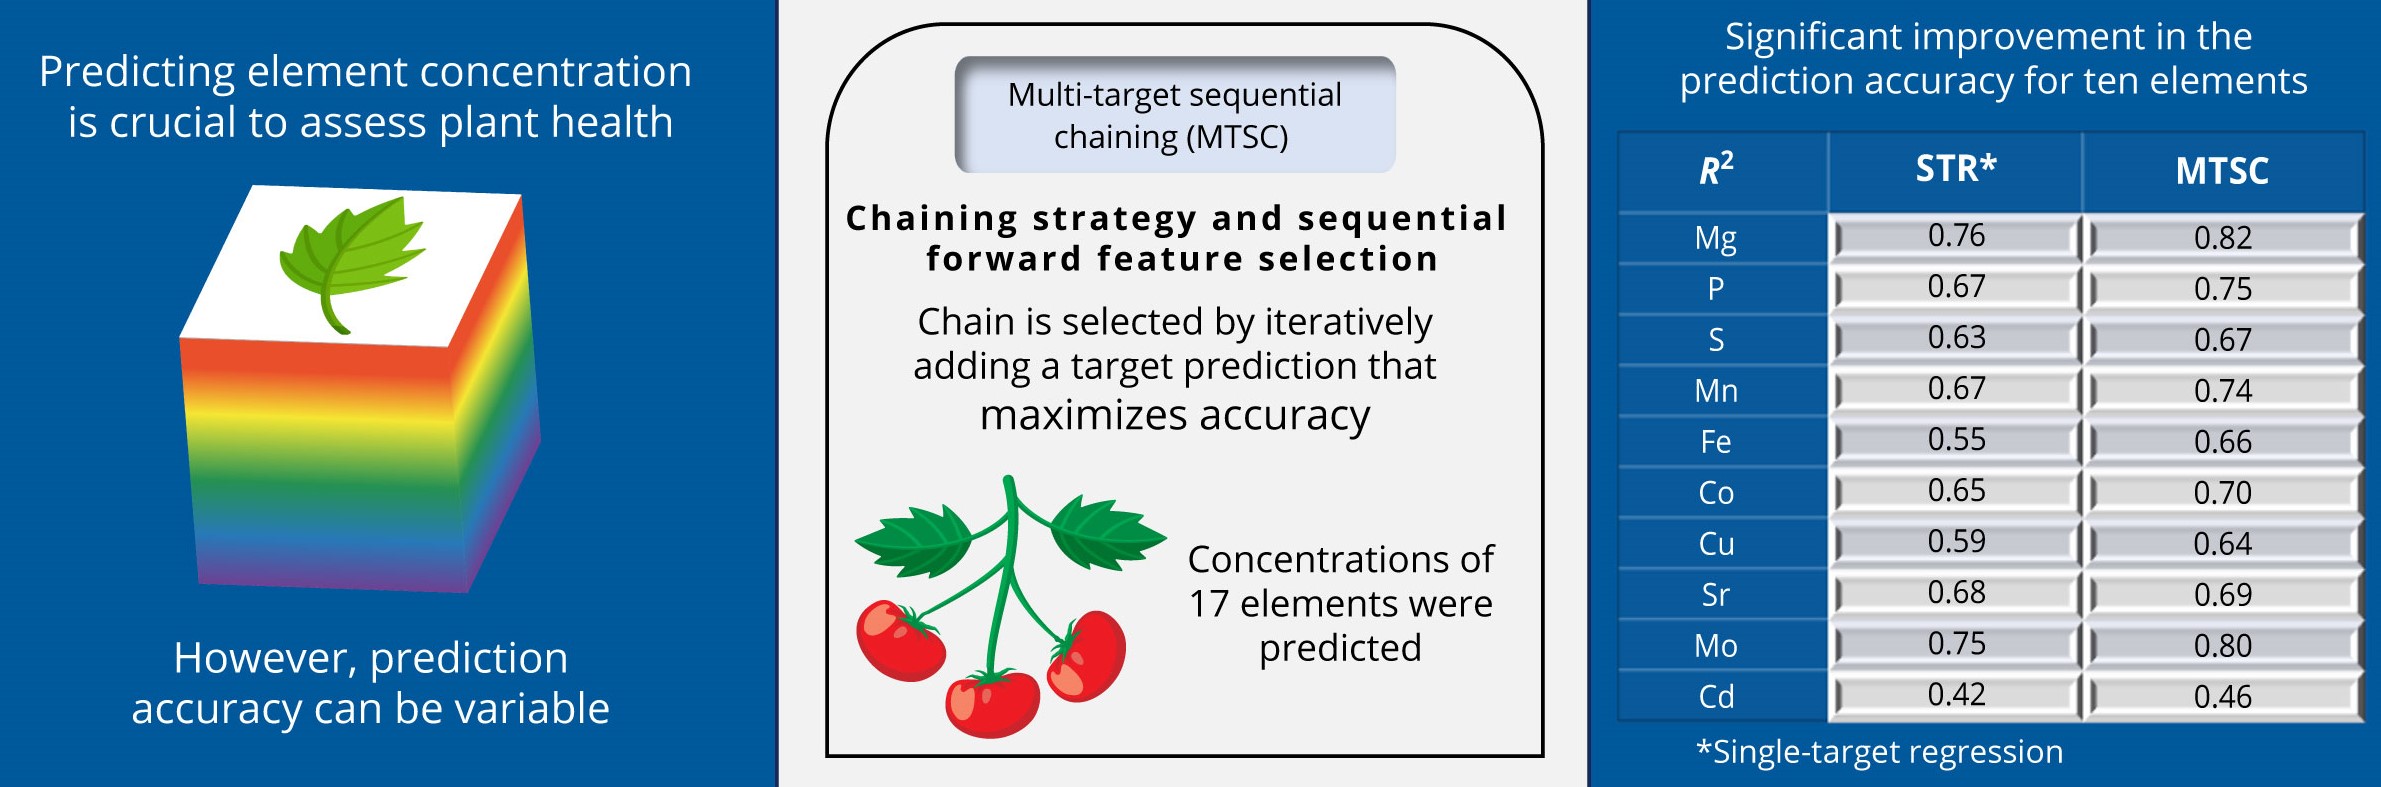 Predicting element concentration
is crucial to assess plant health
However, prediction
accuracy can be variable
Multi-target sequential
chaining (MTSC)
Chaining strategy and sequential
forward feature selection
Chain is selected by iteratively
adding a target prediction that
maximizes accuracy
Concentrations of
17 elements were
predicted
Significant improvement in the
prediction accuracy for ten elements
R² STR* MTSC
Mg 0.76 0.82
P 0.67 0.75
S 0.63 0.67
Mn 0.67 0.74
Fe 0.55 0.66
Co 0.65 0.70
Cu 0.59 0.64
Sr 0.68 0.69
Mo 0.75 0.80
Cd 0.42 0.46
*Single-target regression